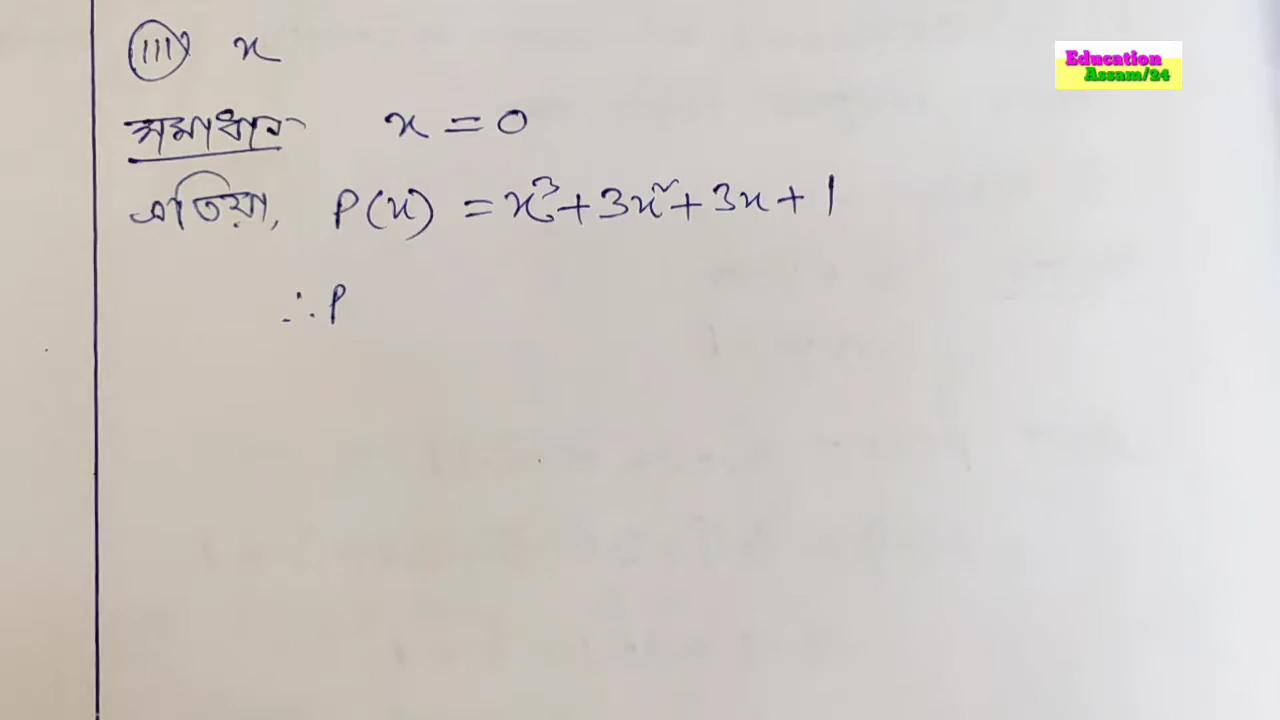 (iii) x
Education
Assam/24
সমাধান x = 0
এতিয়া, P(x) = x³ + 3x² + 3x + 1
∴ P